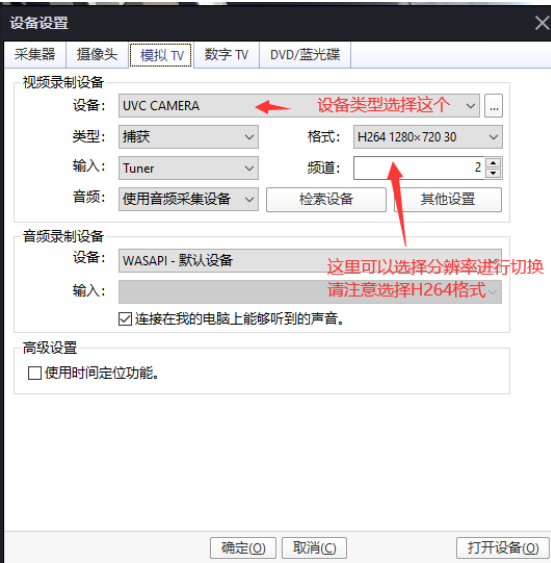 设备设置
采集器 摄像头 模拟 TV 数字 TV DVD/蓝光碟
视频录制设备
设备: UVC CAMERA 设备类型选择这个 ...
类型: 捕获 格式: H264 1280×720 30
输入: Tuner 频道: 2
音频: 使用音频采集设备 检索设备 其他设置
音频录制设备
设备: WASAPI - 默认设备
这里可以选择分辨率进行切换
输入:
请注意选择H264格式
连接在我的电脑上能够听到的声音。
高级设置
使用时间定位功能。
确定(O) 取消(C) 打开设备(O)